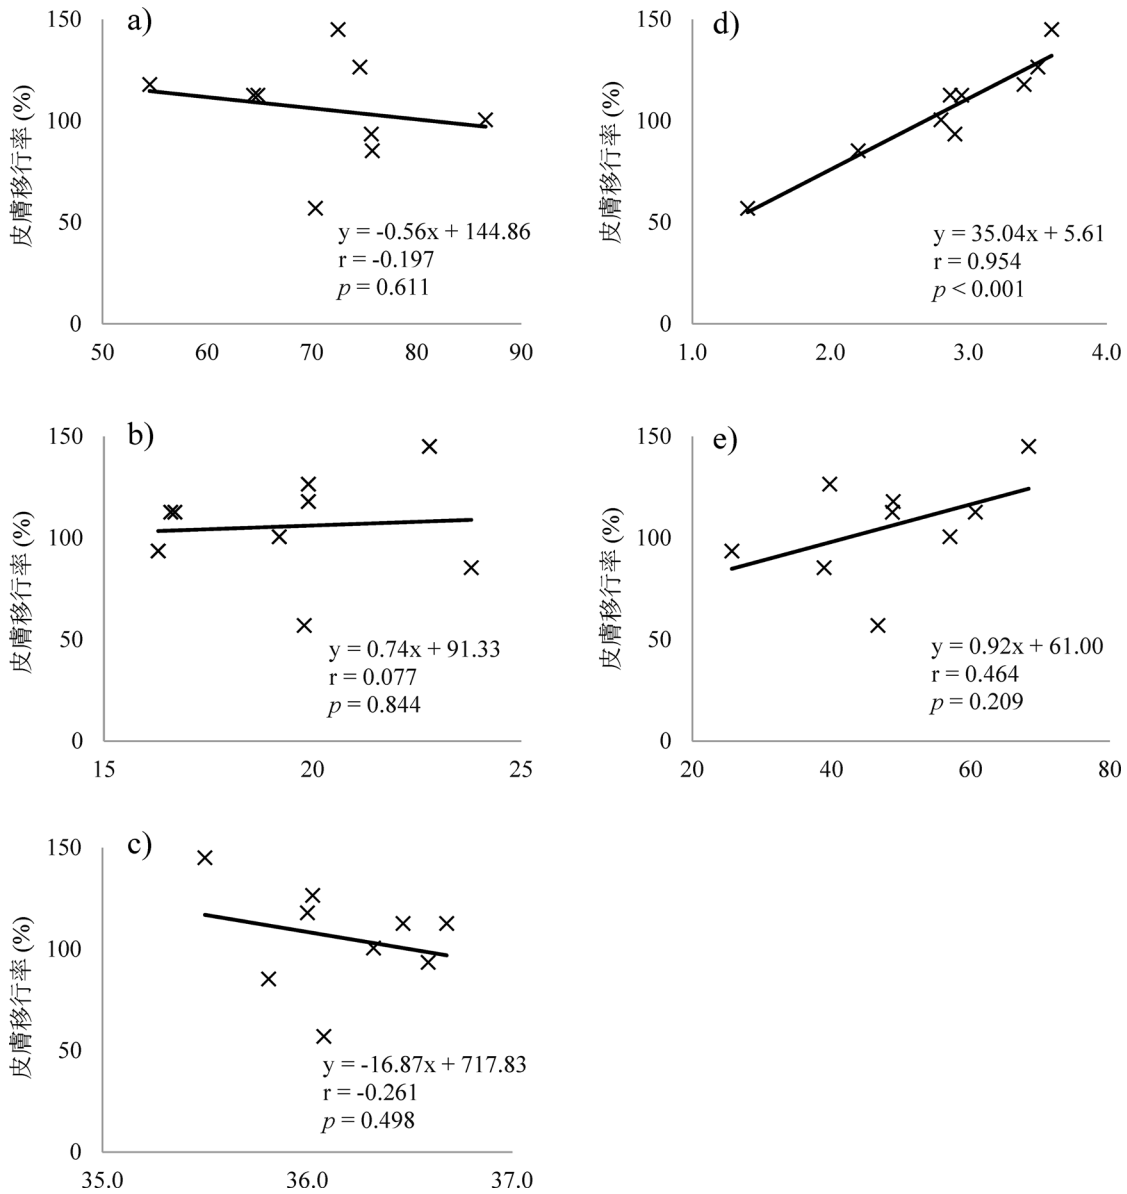 a)
150
100
50
0
皮膚移行率 (%)
y = -0.56x + 144.86
r = -0.197
p = 0.611
50 60 70 80 90
d)
150
100
50
0
皮膚移行率 (%)
y = 35.04x + 5.61
r = 0.954
p < 0.001
1.0 2.0 3.0 4.0
b)
150
100
50
0
皮膚移行率 (%)
y = 0.74x + 91.33
r = 0.077
p = 0.844
15 20 25
e)
150
100
50
0
皮膚移行率 (%)
y = 0.92x + 61.00
r = 0.464
p = 0.209
20 40 60 80
c)
150
100
50
0
皮膚移行率 (%)
y = -16.87x + 717.83
r = -0.261
p = 0.498
35.0 36.0 37.0